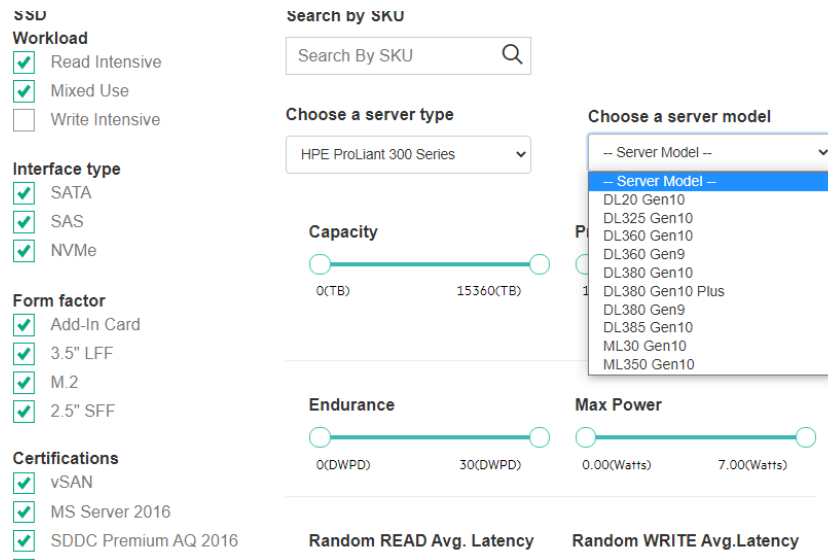 SSD
Workload
Read Intensive
Mixed Use
Write Intensive
Interface type
SATA
SAS
NVMe
Form factor
Add-In Card
3.5" LFF
M.2
2.5" SFF
Certifications
vSAN
MS Server 2016
SDDC Premium AQ 2016
Search by SKU
Search By SKU
Choose a server type
HPE ProLiant 300 Series
Choose a server model
-- Server Model --
-- Server Model --
DL20 Gen10
DL325 Gen10
DL360 Gen10
DL360 Gen9
DL380 Gen10
DL380 Gen10 Plus
DL380 Gen9
DL385 Gen10
ML30 Gen10
ML350 Gen10
Capacity
0(TB) 15360(TB)
Endurance
0(DWPD) 30(DWPD)
Max Power
0.00(Watts) 7.00(Watts)
Random READ Avg. Latency
Random WRITE Avg.Latency